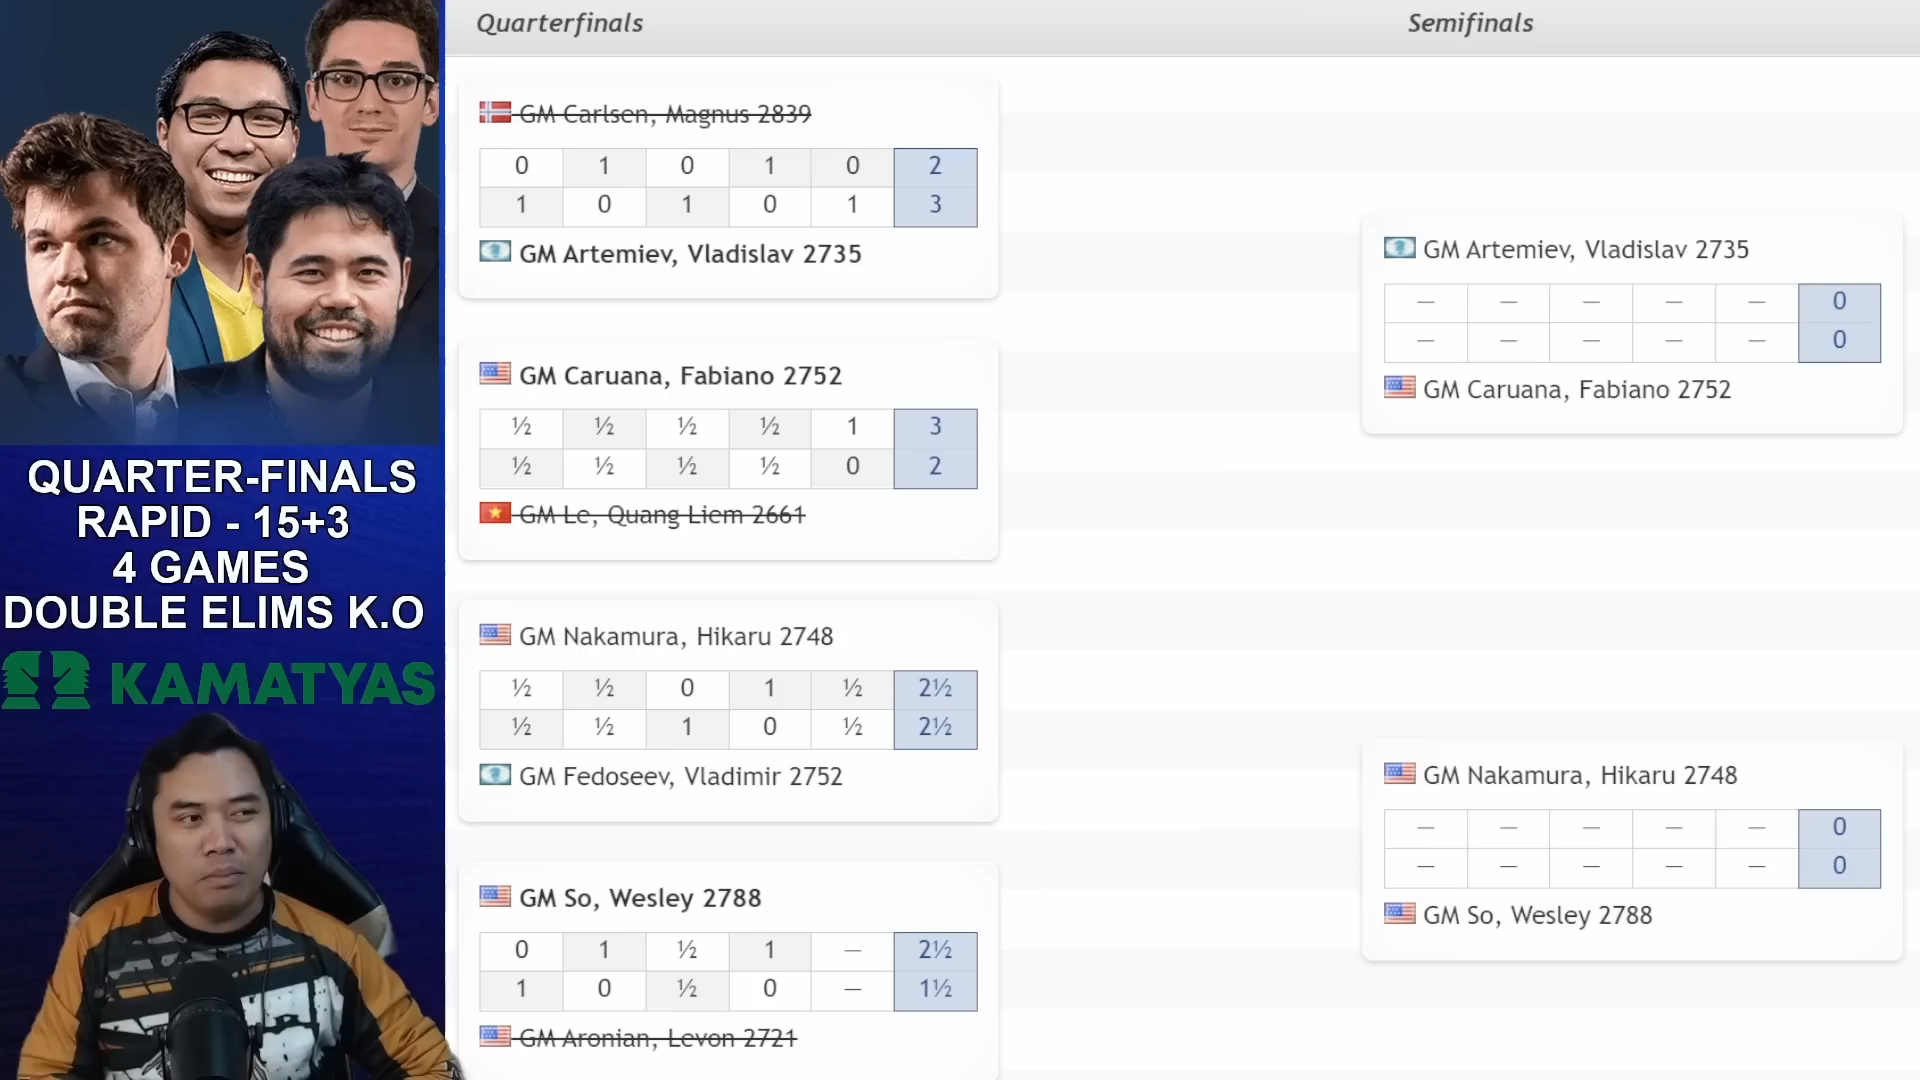 Quarterfinals
Semifinals
GM Carlsen, Magnus 2839
0 1 0 1 0 2
1 0 1 0 1 3
GM Artemiev, Vladislav 2735
GM Caruana, Fabiano 2752
½ ½ ½ ½ 1 3
½ ½ ½ ½ 0 2
GM Le, Quang Liem 2661
GM Nakamura, Hikaru 2748
½ ½ 0 1 ½ 2½
½ ½ 1 0 ½ 2½
GM Fedoseev, Vladimir 2752
GM So, Wesley 2788
0 1 ½ 1 — 2½
1 0 ½ 0 — 1½
GM Aronian, Levon 2721
GM Artemiev, Vladislav 2735
— — — — — 0
— — — — — 0
GM Caruana, Fabiano 2752
GM Nakamura, Hikaru 2748
— — — — — 0
— — — — — 0
GM So, Wesley 2788
QUARTER-FINALS
RAPID - 15+3
4 GAMES
DOUBLE ELIMS K.O
KAMATYAS